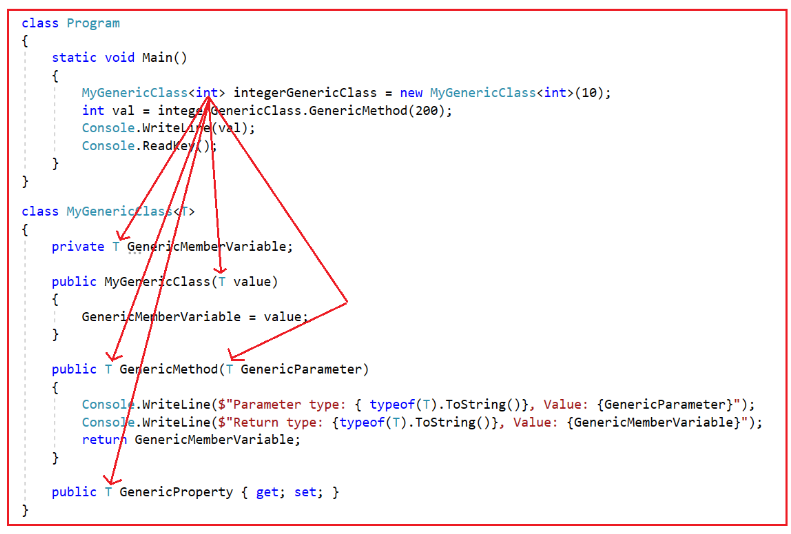 class Program
{
static void Main()
{
MyGenericClass<int> integerGenericClass = new MyGenericClass<int>(10);
int val = integerGenericClass.GenericMethod(200);
Console.WriteLine(val);
Console.ReadKey();
}
}
class MyGenericClass<T>
{
private T GenericMemberVariable;
public MyGenericClass(T value)
{
GenericMemberVariable = value;
}
public T GenericMethod(T GenericParameter)
{
Console.WriteLine($"Parameter type: { typeof(T).ToString()}, Value: {GenericParameter}");
Console.WriteLine($"Return type: {typeof(T).ToString()}, Value: {GenericMemberVariable}");
return GenericMemberVariable;
}
public T GenericProperty { get; set; }
}